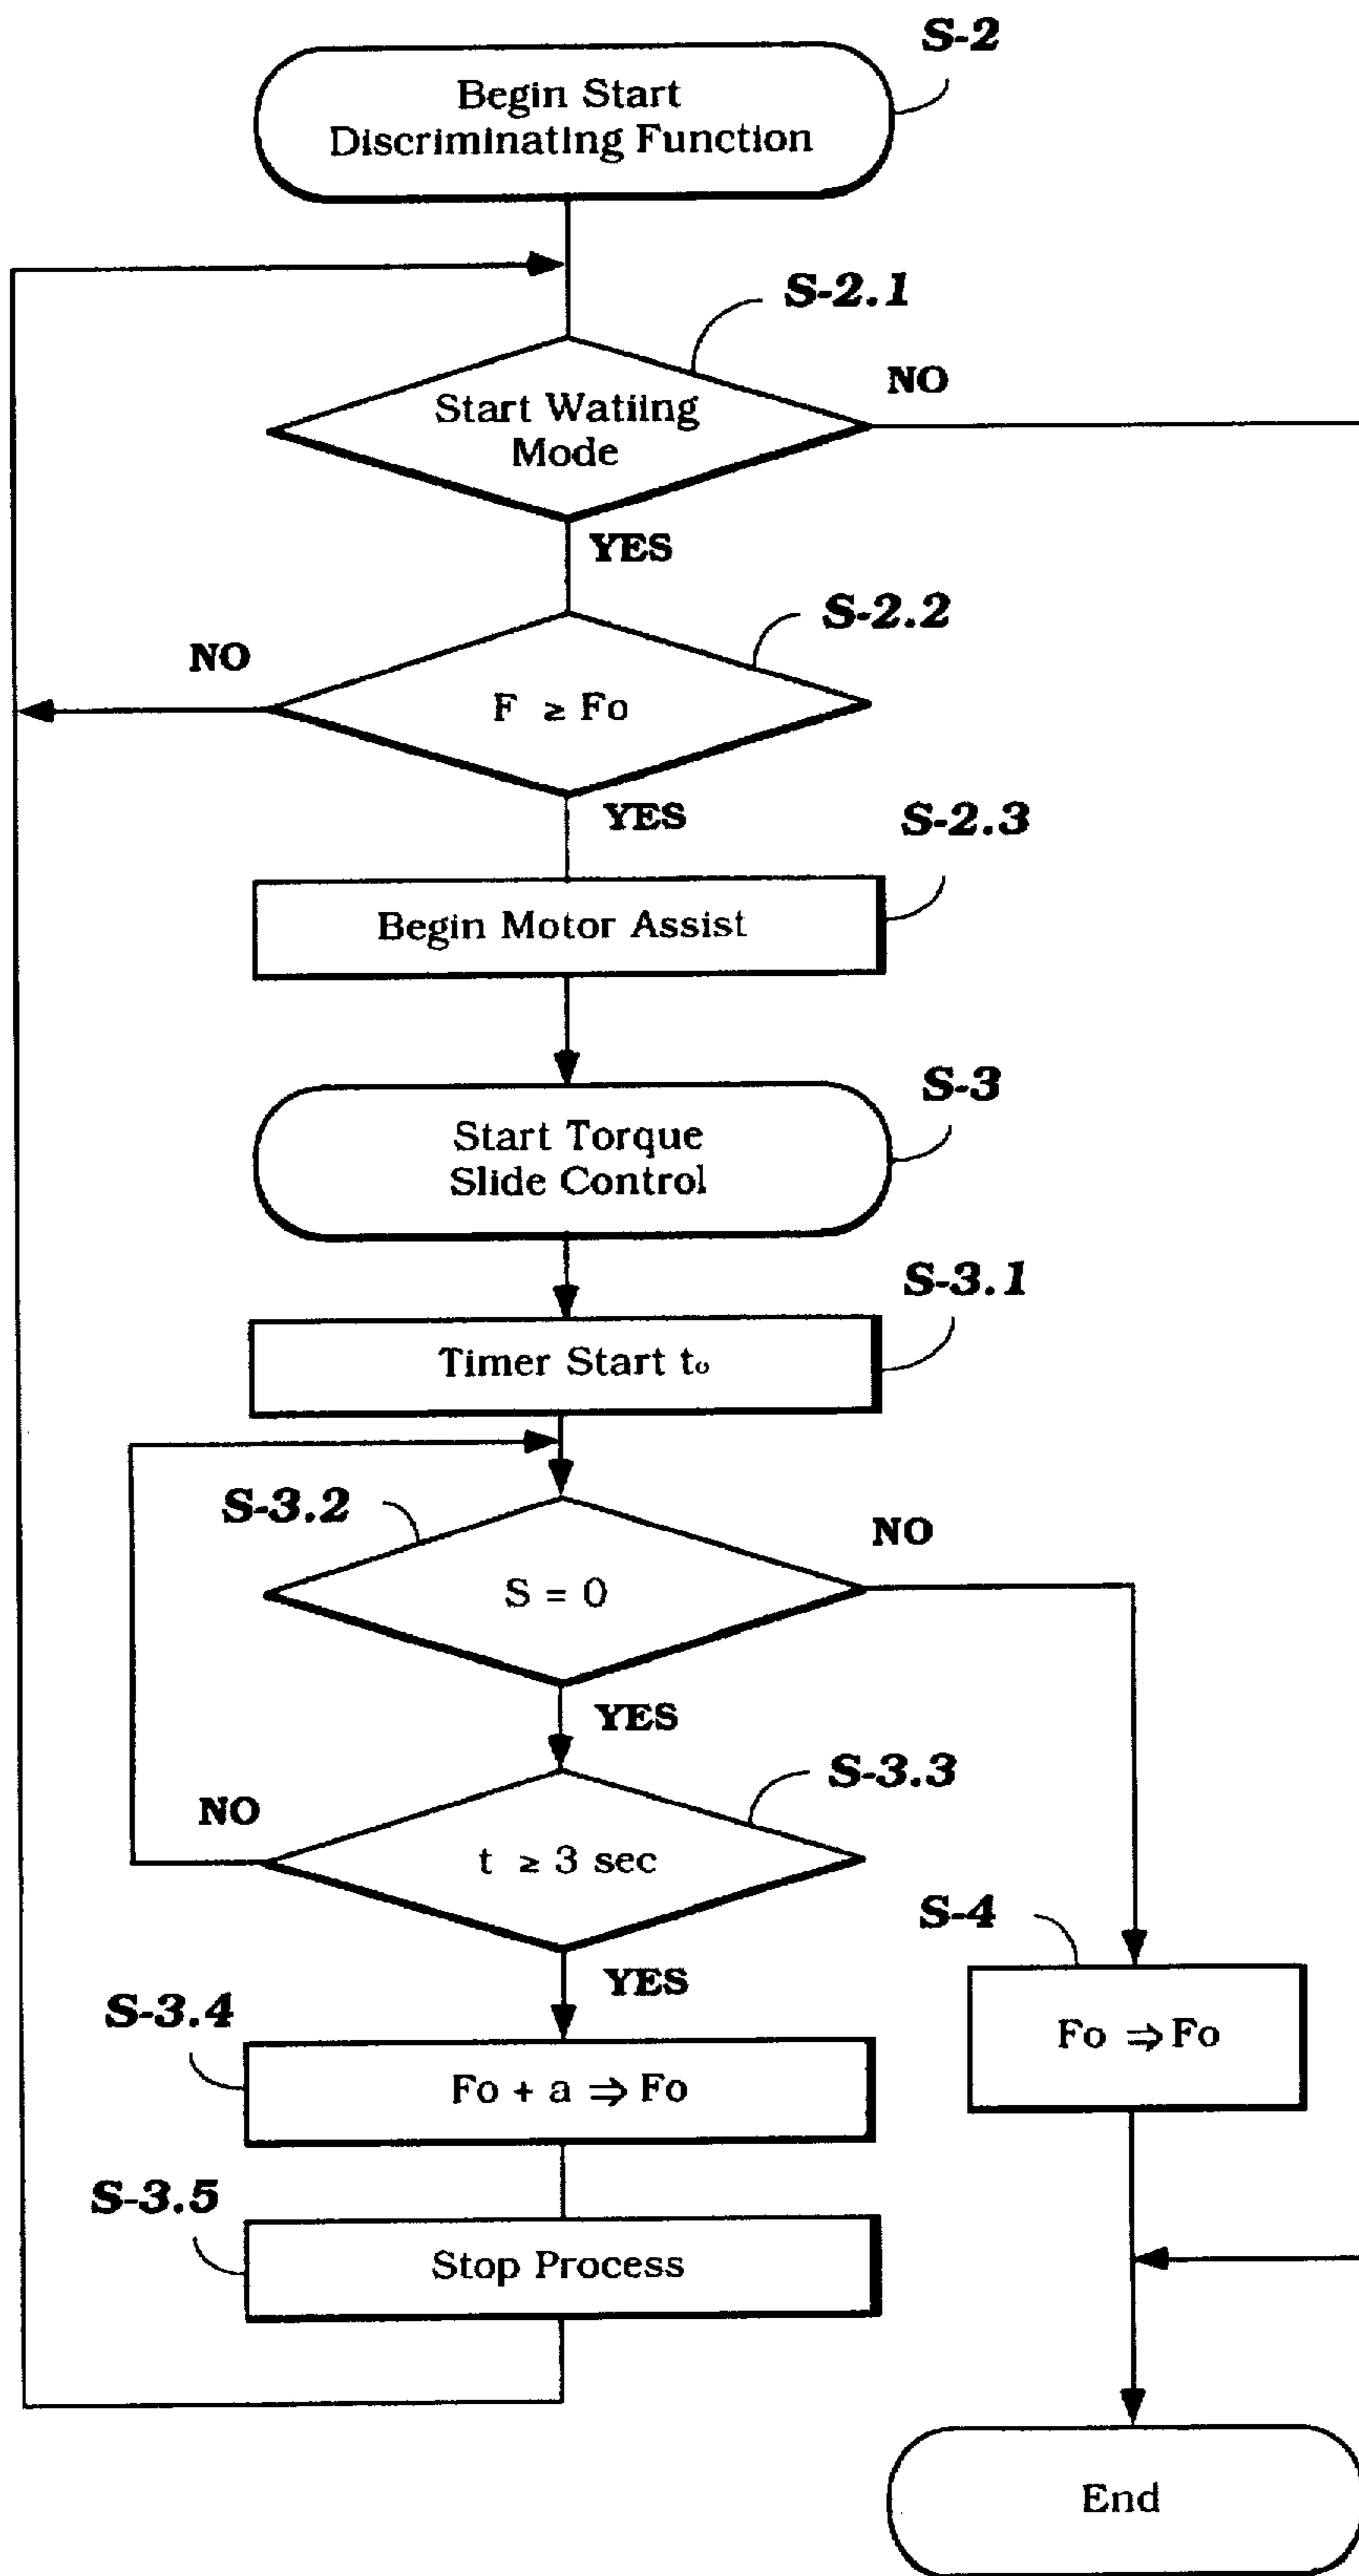 S-2
Begin Start
Discriminating Function
S-2.1
NO
Start Watiing
Mode
YES
S-2.2
NO
F ≥ Fo
YES
S-2.3
Begin Motor Assist
S-3
Start Torque
Slide Control
S-3.1
Timer Start to
S-3.2
NO
S = 0
YES
S-3.3
NO
t ≥ 3 sec
YES
S-4
S-3.4
Fo ⇒ Fo
Fo + a ⇒ Fo
S-3.5
Stop Process
End